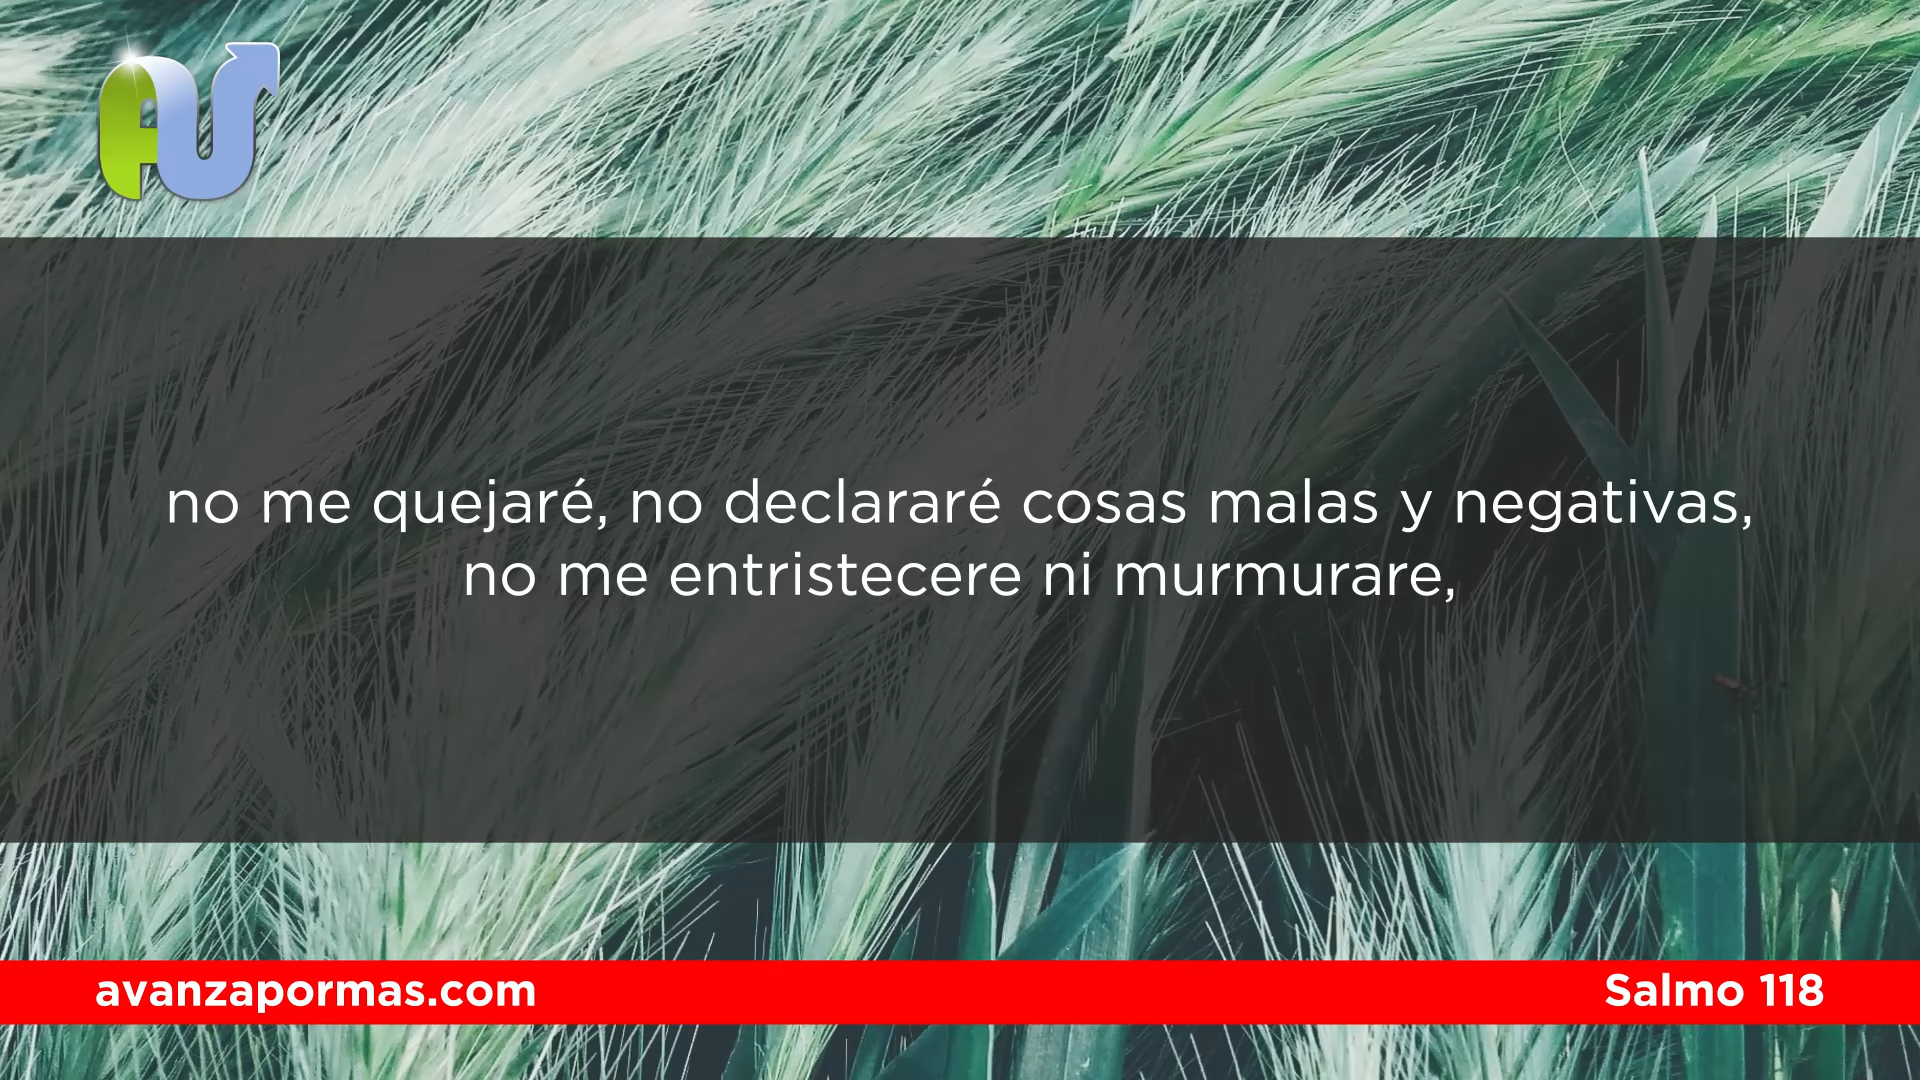 no me quejaré, no declararé cosas malas y negativas,
no me entristecere ni murmurare,
avanzapormas.com
Salmo 118